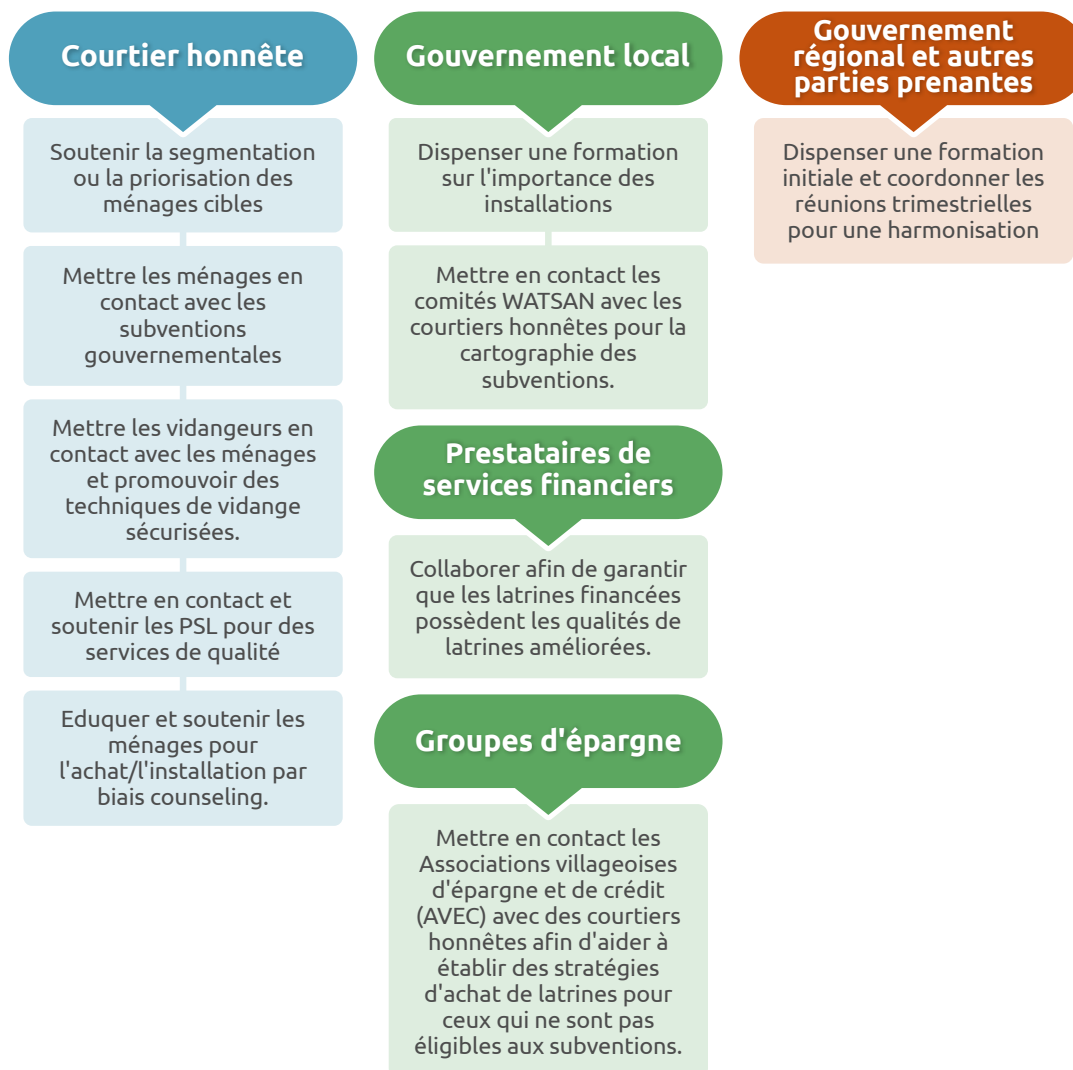 Courtier honnête
Soutenir la segmentation
ou la priorisation des
ménages cibles
Mettre les ménages en
contact avec les
subventions
gouvernementales
Mettre les vidangeurs en
contact avec les ménages
et promouvoir des
techniques de vidange
sécurisées.
Mettre en contact et
soutenir les PSL pour des
services de qualité
Eduquer et soutenir les
ménages pour
l'achat/l'installation par
biais counseling.
Gouvernement local
Dispenser une formation
sur l'importance des
installations
Mettre en contact les
comités WATSAN avec les
courtiers honnêtes pour la
cartographie des
subventions.
Prestataires de
services financiers
Collaborer afin de garantir
que les latrines financées
possèdent les qualités de
latrines améliorées.
Groupes d'épargne
Mettre en contact les
Associations villageoises
d'épargne et de crédit
(AVEC) avec des courtiers
honnêtes afin d'aider à
établir des stratégies
d'achat de latrines pour
ceux qui ne sont pas
éligibles aux subventions.
Gouvernement
régional et autres
parties prenantes
Dispenser une formation
initiale et coordonner les
réunions trimestrielles
pour une harmonisation